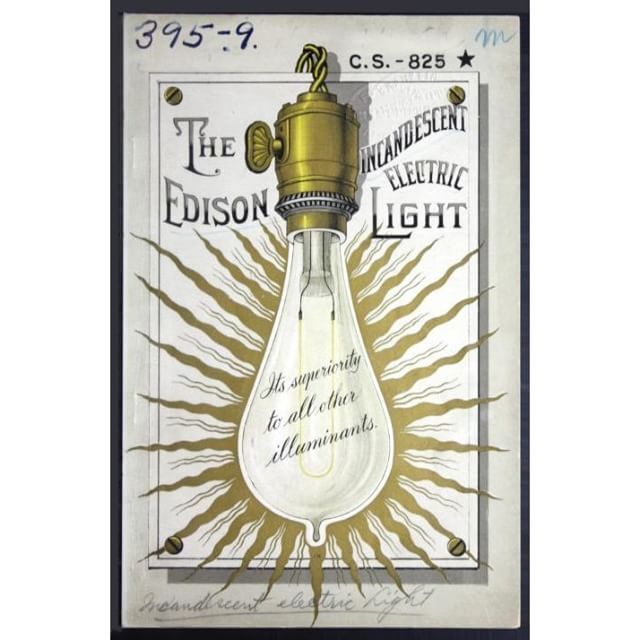 395-.9.
m
C.S.-825 ★
THE
EDISON
INCANDESCENT
ELECTRIC
LIGHT
Its superiority
to all other
illuminants.
Incandescent electric Light